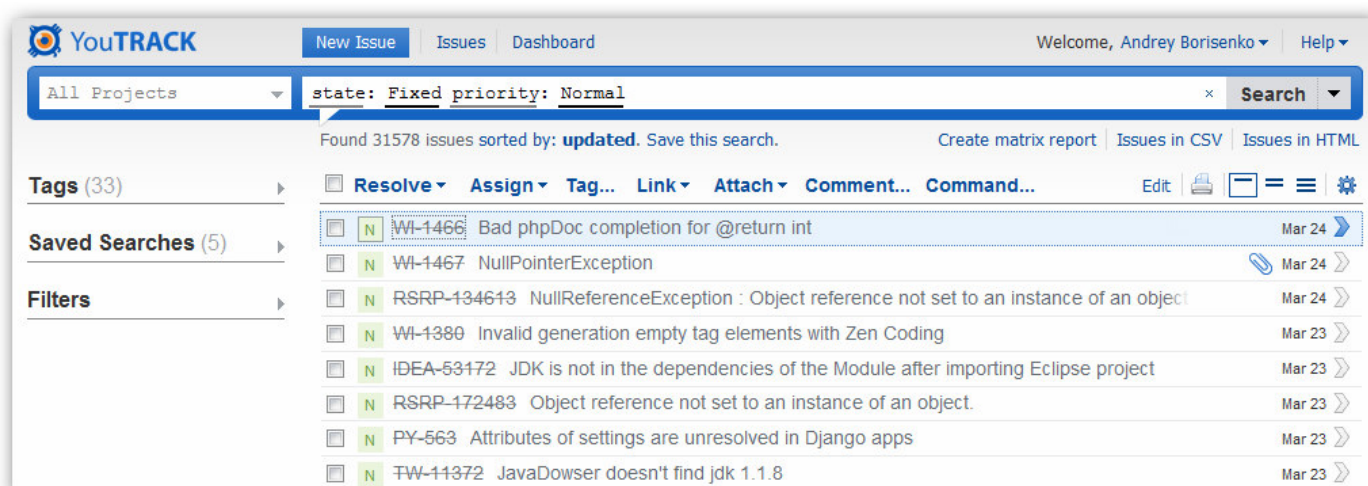 YouTRACK New Issue Issues Dashboard Welcome, Andrey Borisenko Help
All Projects state: Fixed priority: Normal × Search
Found 31578 issues sorted by: updated. Save this search. Create matrix report Issues in CSV Issues in HTML
Tags (33) Resolve Assign Tag... Link Attach Comment... Command... Edit
N WI-1466 Bad phpDoc completion for @return int Mar 24
Saved Searches (5)
N WI-1467 NullPointerException Mar 24
Filters
N RSRP-134613 NullReferenceException : Object reference not set to an instance of an object Mar 24
N WI-1380 Invalid generation empty tag elements with Zen Coding Mar 23
N IDEA-53172 JDK is not in the dependencies of the Module after importing Eclipse project Mar 23
N RSRP-172483 Object reference not set to an instance of an object. Mar 23
N PY-563 Attributes of settings are unresolved in Django apps Mar 23
N TW-11372 JavaDowser doesn't find jdk 1.1.8 Mar 23